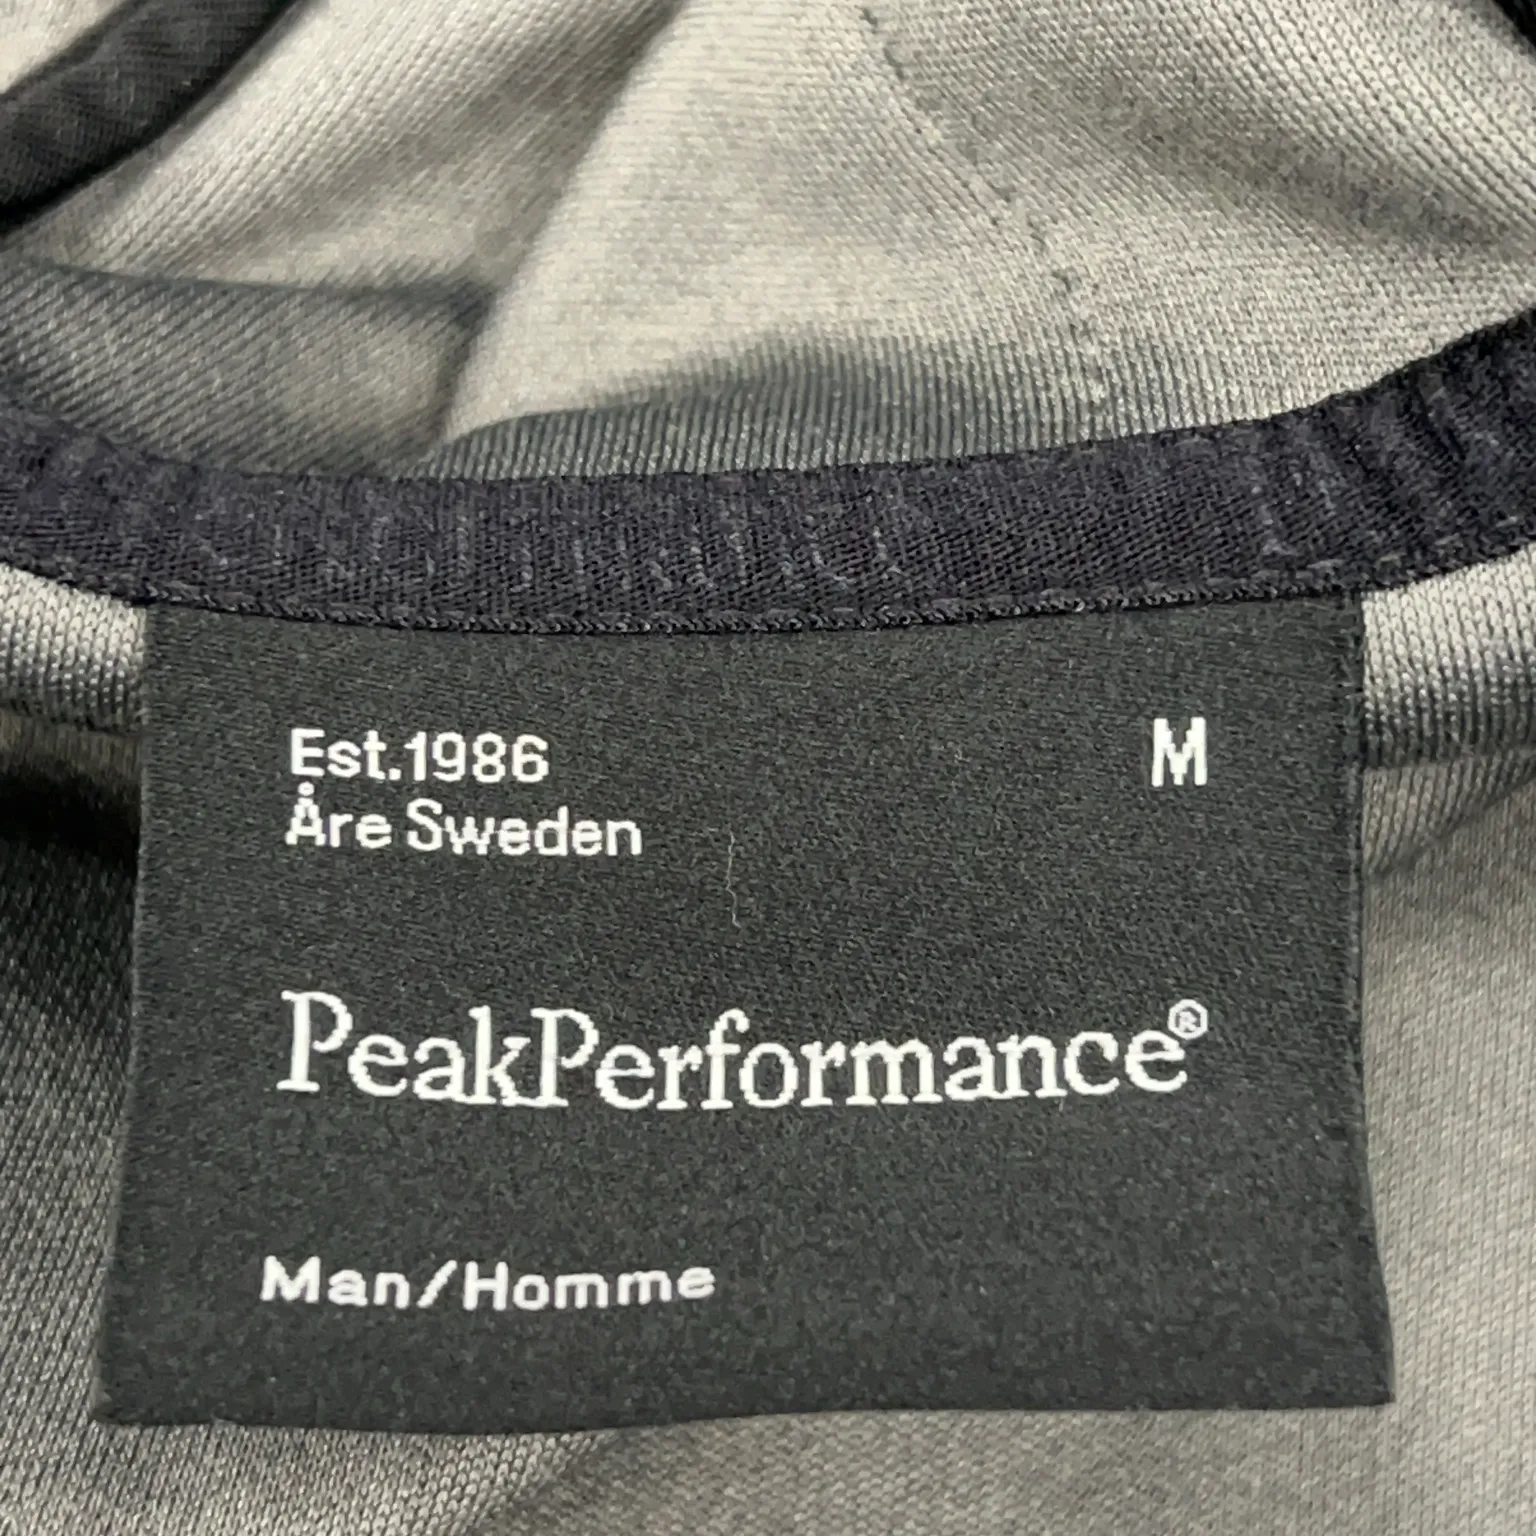 Est.1986
M
Åre Sweden
PeakPerformance®
Man/Homme